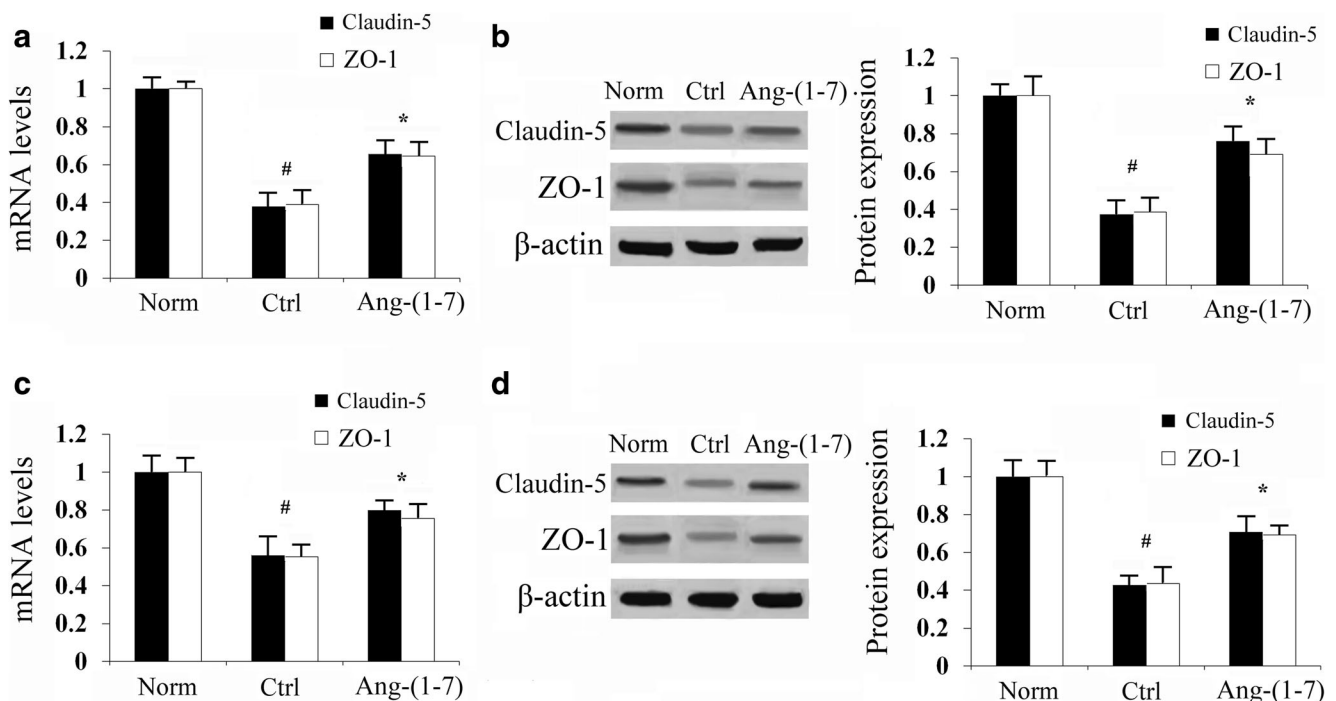 a
Claudin-5
ZO-1
mRNA levels
1.2
1
0.8
0.6
0.4
0.2
0
#
*
Norm Ctrl Ang-(1-7)
b
Norm Ctrl Ang-(1-7)
Claudin-5
ZO-1
β-actin
Claudin-5
ZO-1
Protein expression
1.2
1
0.8
0.6
0.4
0.2
0
#
*
Norm Ctrl Ang-(1-7)
c
Claudin-5
ZO-1
mRNA levels
1.2
1
0.8
0.6
0.4
0.2
0
#
*
Norm Ctrl Ang-(1-7)
d
Norm Ctrl Ang-(1-7)
Claudin-5
ZO-1
β-actin
Claudin-5
ZO-1
Protein expression
1.2
1
0.8
0.6
0.4
0.2
0
#
*
Norm Ctrl Ang-(1-7)